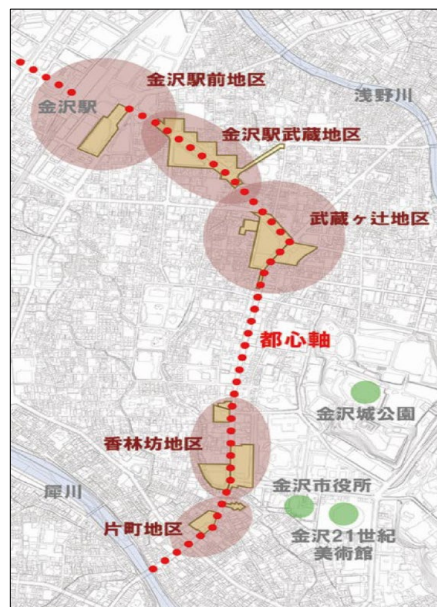 金沢駅前地区
浅野川
金沢駅
金沢駅武蔵地区
武蔵ヶ辻地区
都心軸
金沢城公園
香林坊地区
金沢市役所
犀川
片町地区
金沢21世紀
美術館